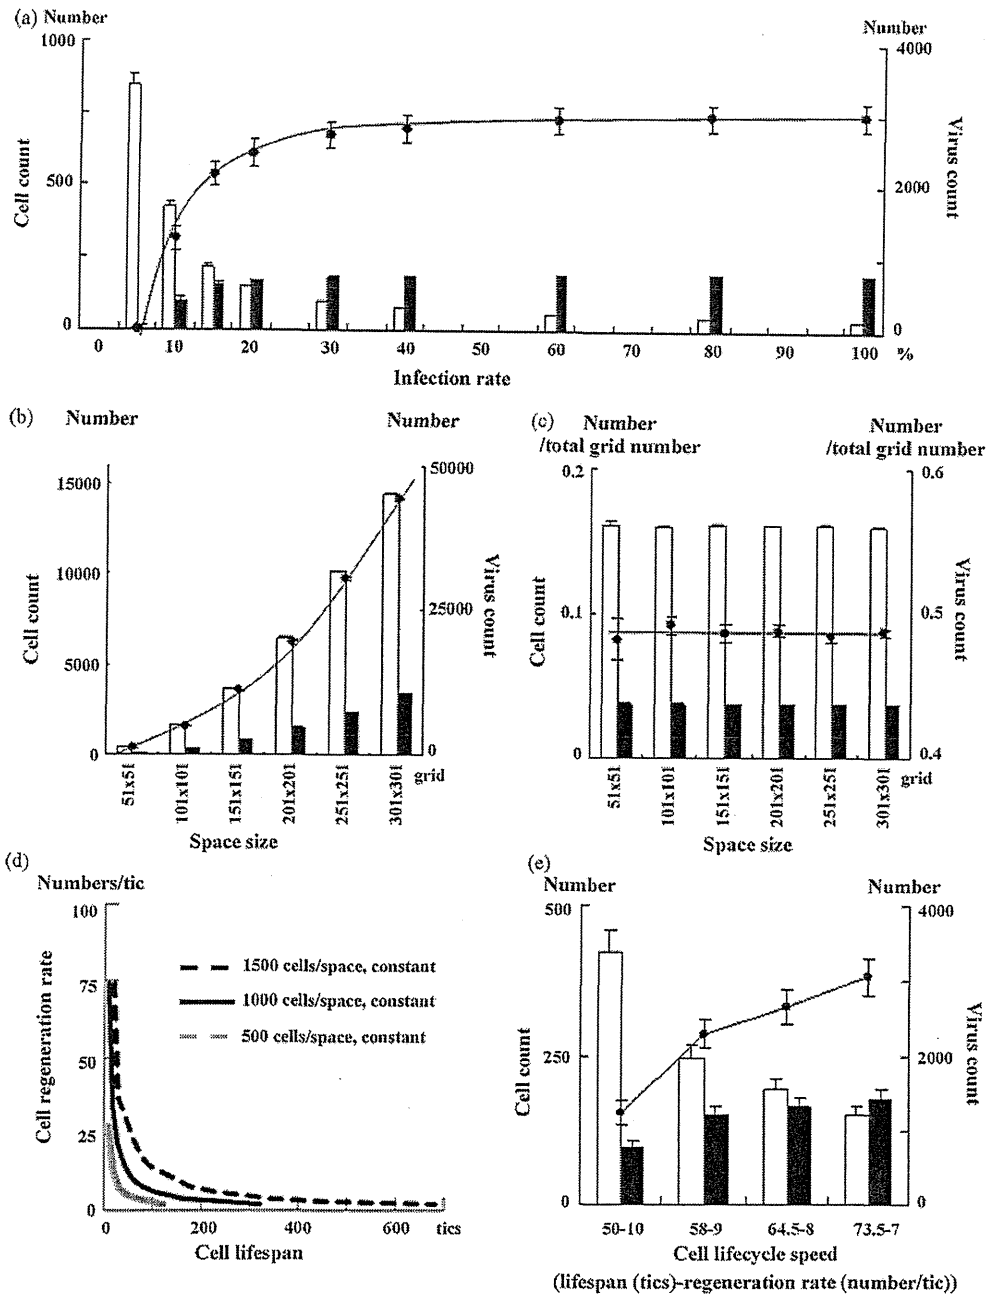 (a) Number
Number
1000
500
0
Cell count
4000
2000
0
Virus count
0 10 20 30 40 50 60 70 80 90 100 %
Infection rate
(b) Number
Number
15000
10000
5000
0
Cell count
50000
25000
0
Virus count
51x51
101x101
151x151
201x201
251x251
301x301
grid
Space size
(c) Number
/total grid number
Number
/total grid number
0.2
0.1
0
Cell count
0.6
0.5
0.4
Virus count
51x51
101x101
151x151
201x201
251x251
301x301
grid
Space size
(d)
Numbers/tic
100
75
50
25
0
Cell regeneration rate
1500 cells/space, constant
1000 cells/space, constant
500 cells/space, constant
0 200 400 600 tics
Cell lifespan
(e)
Number
Number
500
250
0
Cell count
4000
2000
0
Virus count
50-10 58-9 64.5-8 73.5-7
Cell lifecycle speed
(lifespan (tics)-regeneration rate (number/tic))